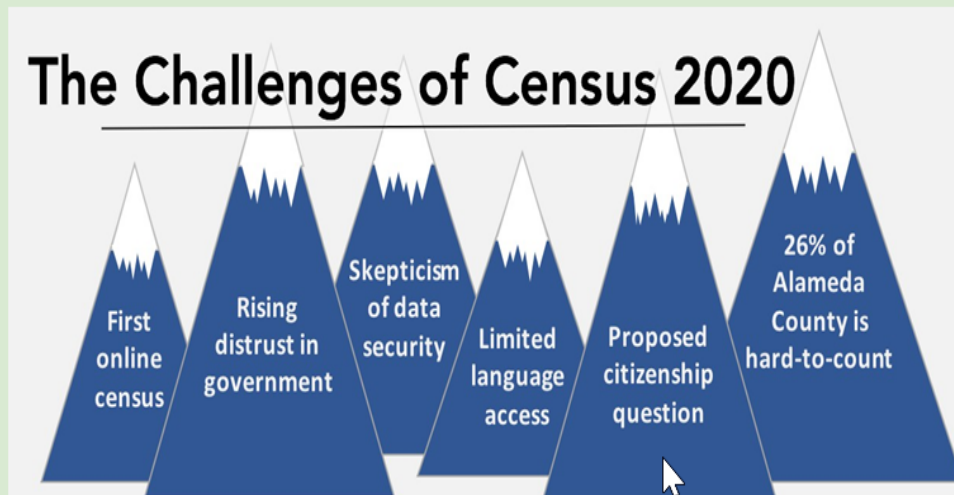 The Challenges of Census 2020
First
online
census
Rising
distrust in
government
Skepticism
of data
security
Limited
language
access
Proposed
citizenship
question
26% of
Alameda
County is
hard-to-count